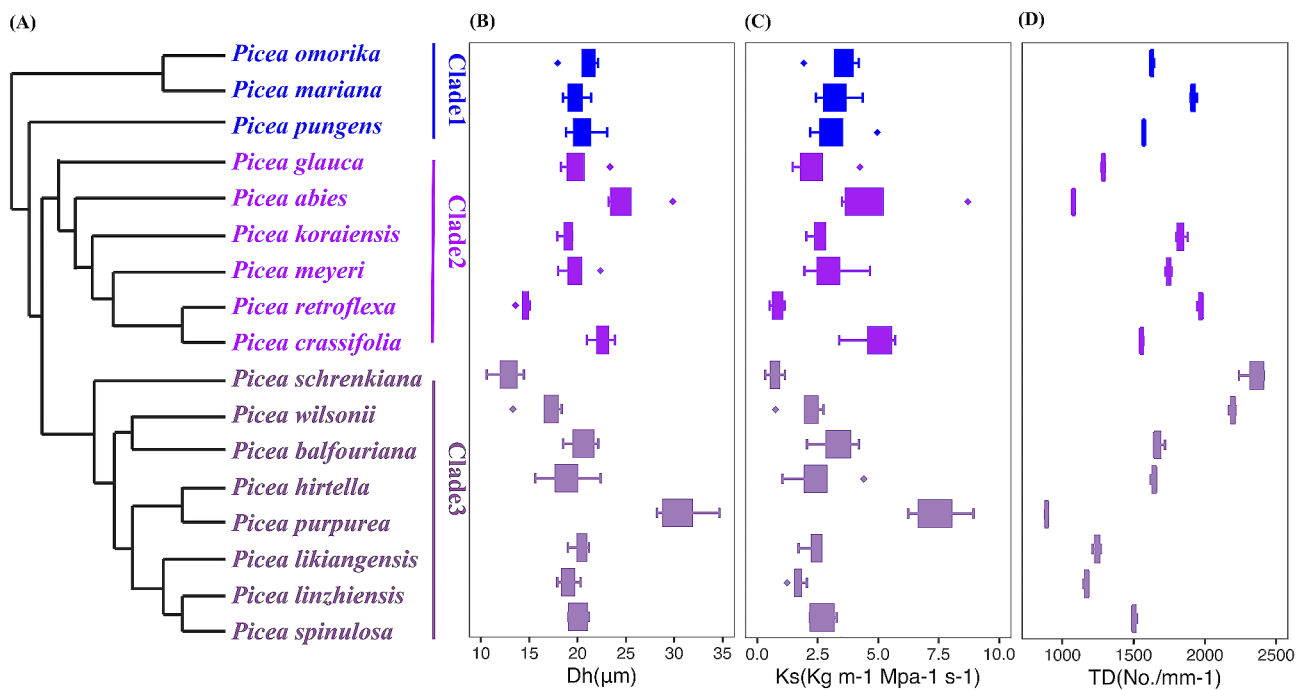 (A)
(B)
(C)
(D)
Picea omorika
Picea mariana
Picea pungens
Picea glauca
Picea abies
Picea koraiensis
Picea meyeri
Picea retroflexa
Picea crassifolia
Picea schrenkiana
Picea wilsonii
Picea balfouriana
Picea hirtella
Picea purpurea
Picea likiangensis
Picea linzhiensis
Picea spinulosa
Clade1
Clade2
Clade3
10 15 20 25 30 35
Dh(μm)
0.0 2.5 5.0 7.5 10.0
Ks(Kg m-1 Mpa-1 s-1)
1000 1500 2000 2500
TD(No./mm-1)